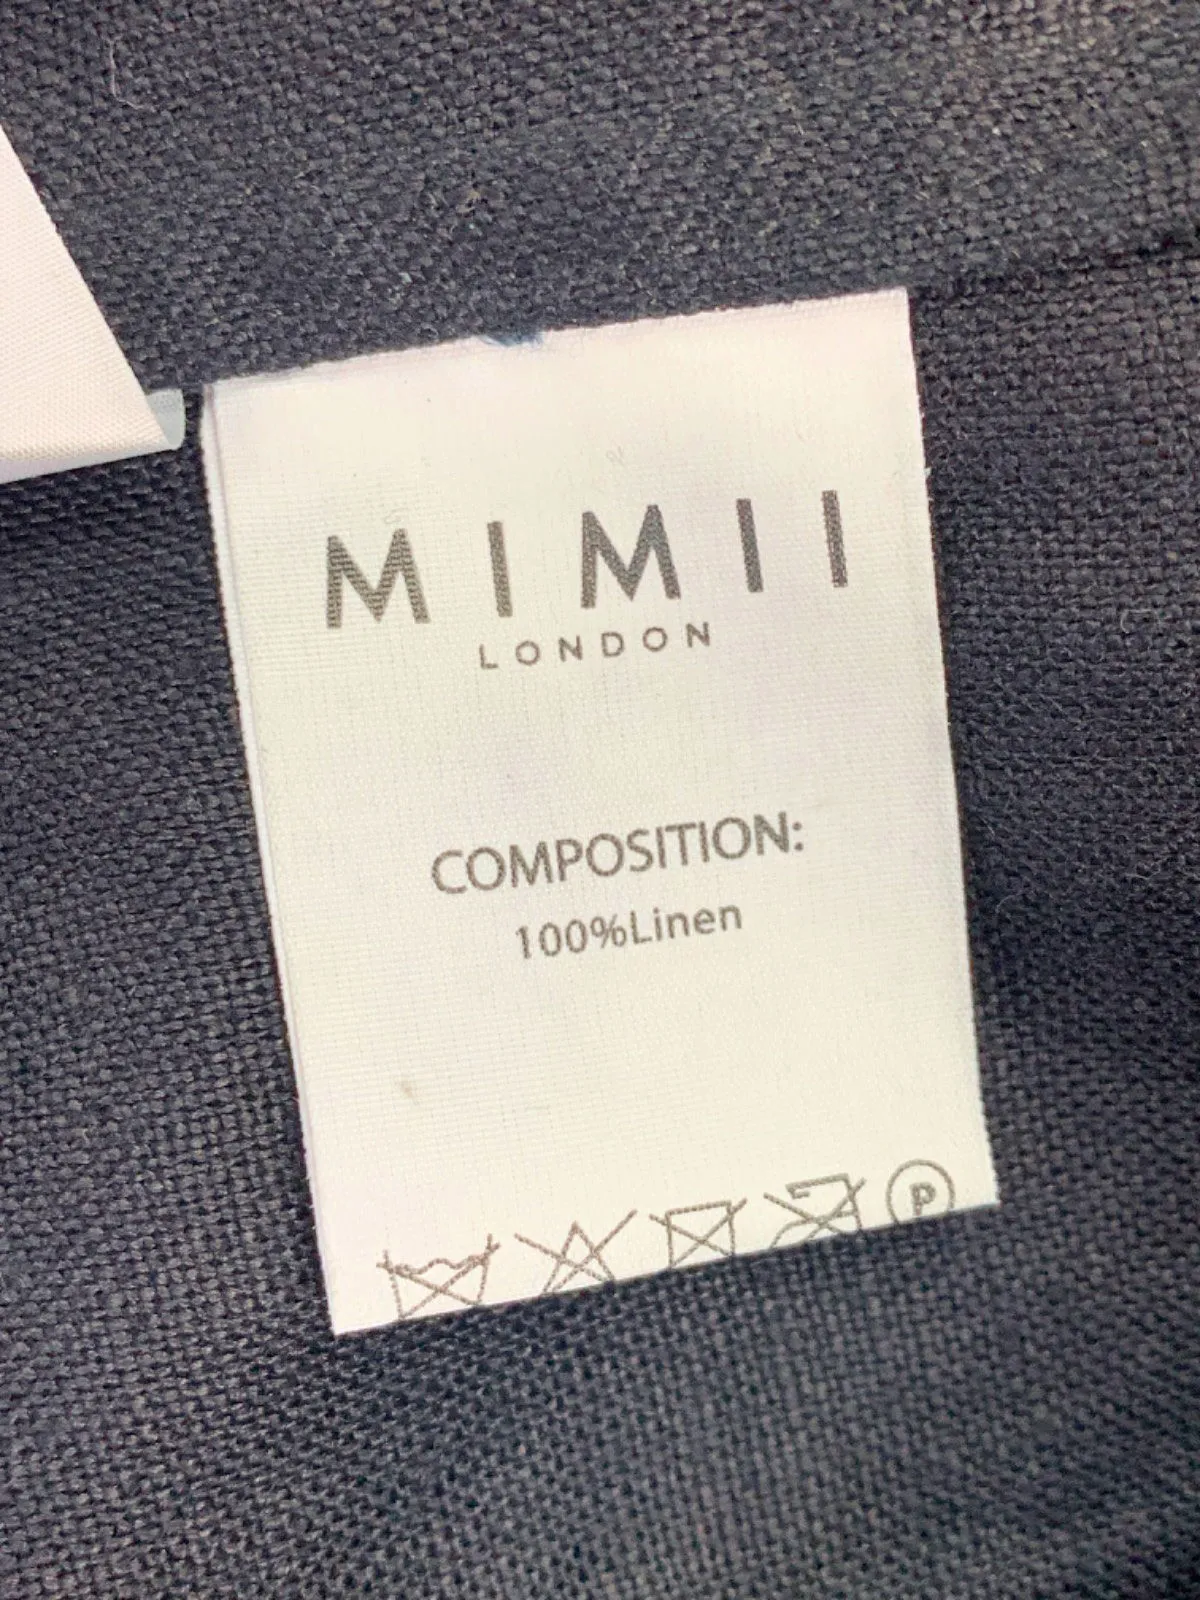 MIMII
LONDON
COMPOSITION:
100%Linen
P